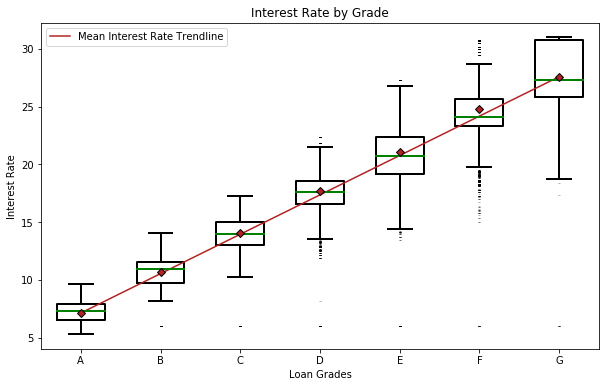 Interest Rate by Grade
Mean Interest Rate Trendline
Interest Rate
30
25
20
15
10
5
A B C D E F G
Loan Grades